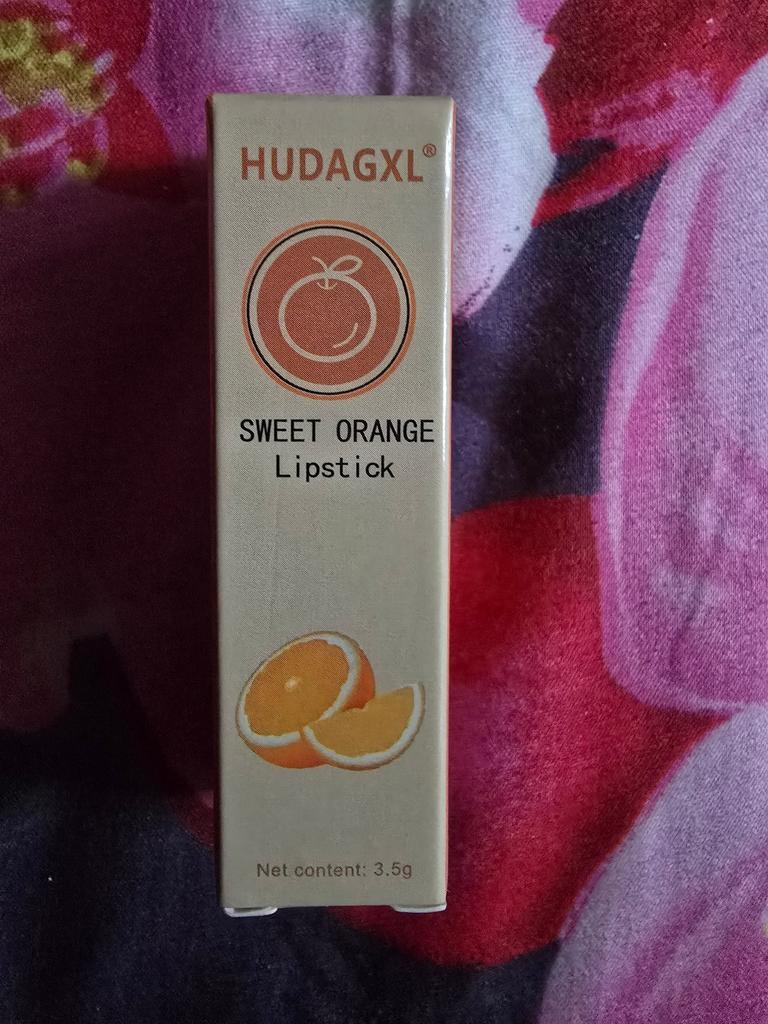 HUDAGXL®
SWEET ORANGE
Lipstick
Net content: 3.5g